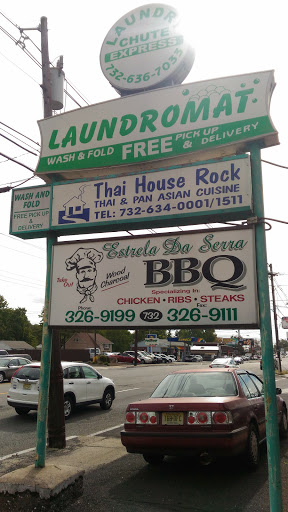 LAUNDRY
CHUTE
EXPRESS
732-636-7033
LAUNDROMAT
WASH & FOLD FREE PICK UP & DELIVERY
WASH AND
FOLD
FREE PICK UP
& DELIVERY
Thai House Rock
THAI & PAN ASIAN CUISINE
TEL: 732-634-0001/1511
Estrela Da Serra
Take
Out
Wood
Charcoal
BBQ
Specializing In:
CHICKEN • RIBS • STEAKS
Fax:
326-9199 732 326-9111